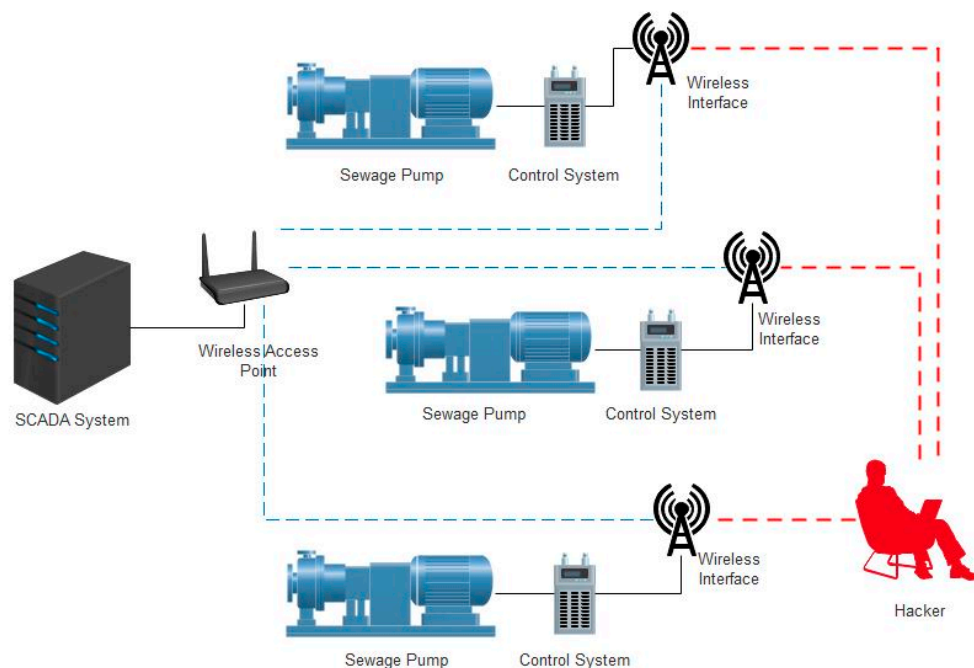 Wireless
Interface
Sewage Pump
Control System
Wireless Access
Point
Wireless
Interface
SCADA System
Sewage Pump
Control System
Wireless
Interface
Hacker
Sewage Pump
Control System